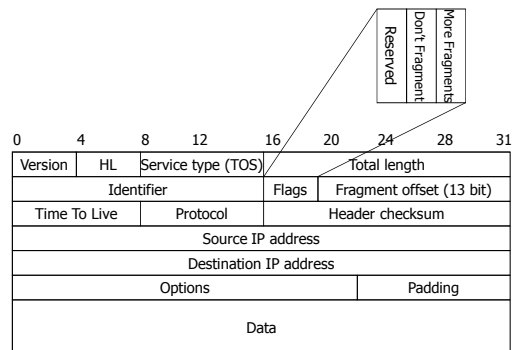 Reserved
Don't Fragment
More Fragments
0 4 8 12 16 20 24 28 31
Version HL Service type (TOS) Total length
Identifier Flags Fragment offset (13 bit)
Time To Live Protocol Header checksum
Source IP address
Destination IP address
Options Padding
Data